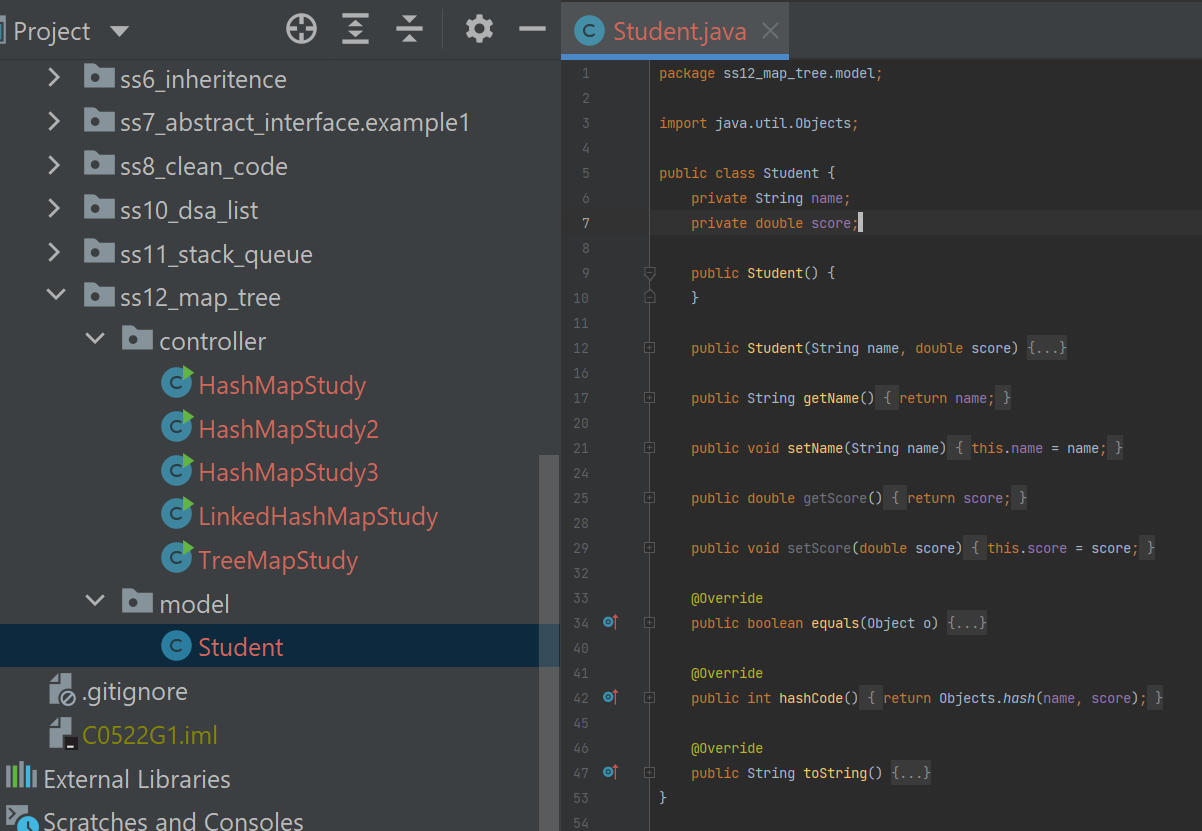 Project
ss6_inheritence
ss7_abstract_interface.example1
ss8_clean_code
ss10_dsa_list
ss11_stack_queue
ss12_map_tree
controller
HashMapStudy
HashMapStudy2
HashMapStudy3
LinkedHashMapStudy
TreeMapStudy
model
Student
.gitignore
C0522G1.iml
External Libraries
Scratches and Consoles
Student.java
1 package ss12_map_tree.model;
2
3 import java.util.Objects;
4
5 public class Student {
6 private String name;
7 private double score;
8
9 public Student() {
10 }
11
12 public Student(String name, double score) {...}
16
17 public String getName() { return name; }
20
21 public void setName(String name) { this.name = name; }
24
25 public double getScore() { return score; }
28
29 public void setScore(double score) { this.score = score; }
32
33 @Override
34 public boolean equals(Object o) {...}
40
41 @Override
42 public int hashCode() { return Objects.hash(name, score); }
45
46 @Override
47 public String toString() {...}
53 }
54